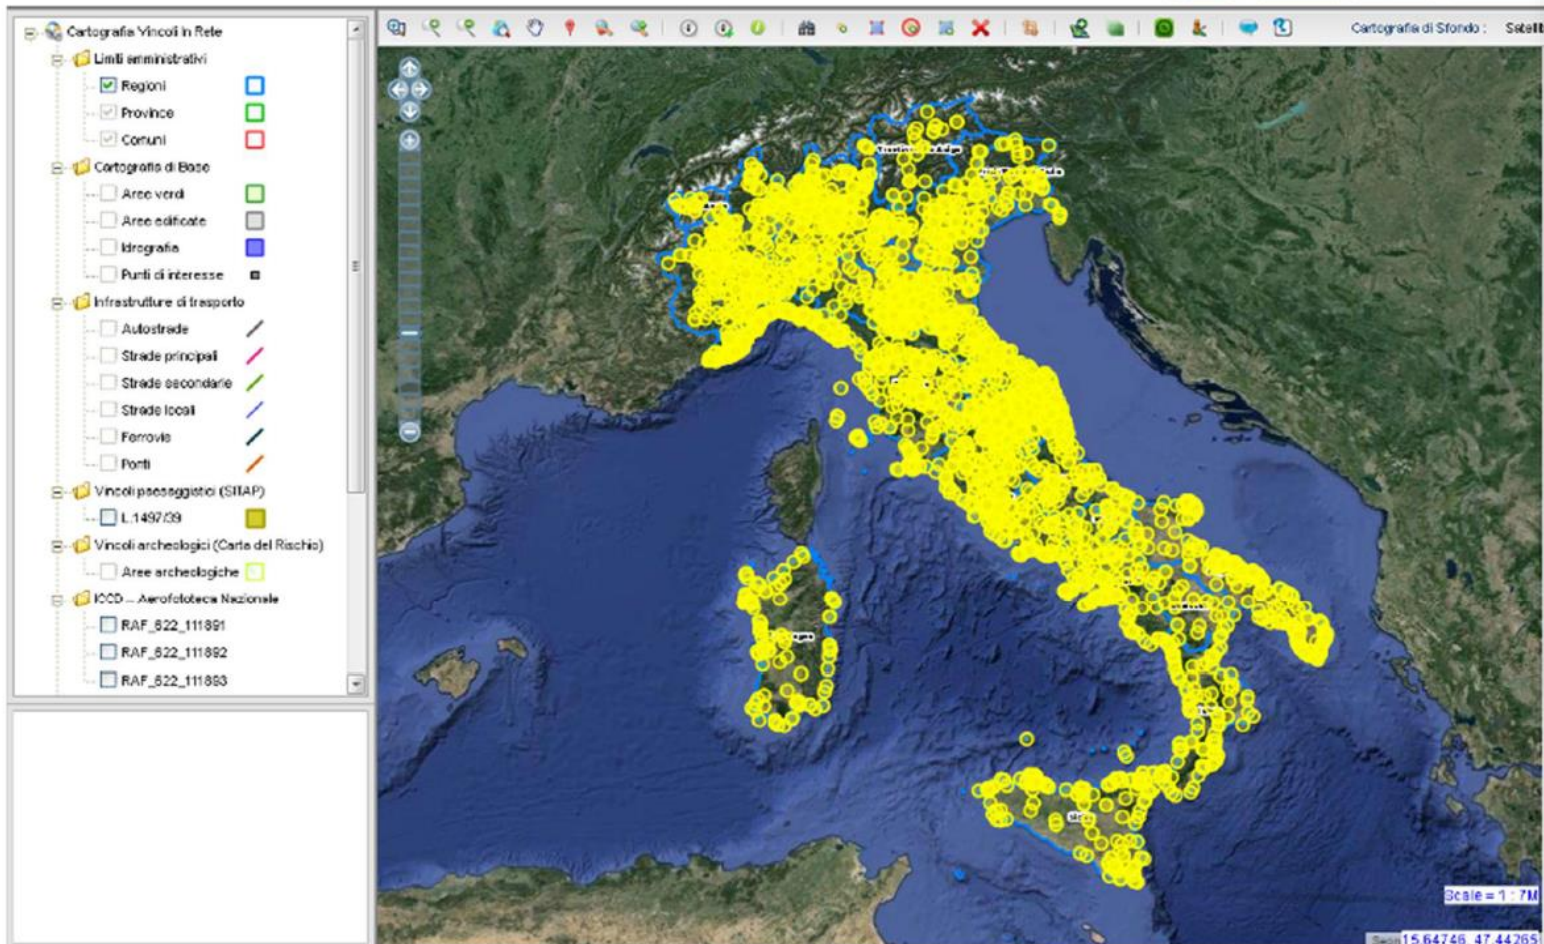 Cartografia Vincoli In Rete
Limiti amministrativi
Regioni
Province
Comuni
Cartografia di Base
Aree verdi
Aree edificate
Idrografia
Punti di interesse
Infrastrutture di trasporto
Autostrade
Strade principali
Strade secondarie
Strade locali
Ferrovie
Ponti
Vincoli paesaggistici (SITAP)
L.1497/39
Vincoli archeologici (Carta del Rischio)
Aree archeologiche
ICCD - Aerofototeca Nazionale
RAF_622_111891
RAF_622_111892
RAF_622_111893
Cartografia di Sfondo :
Scale = 1 : 7M
15.64746, 47.44265